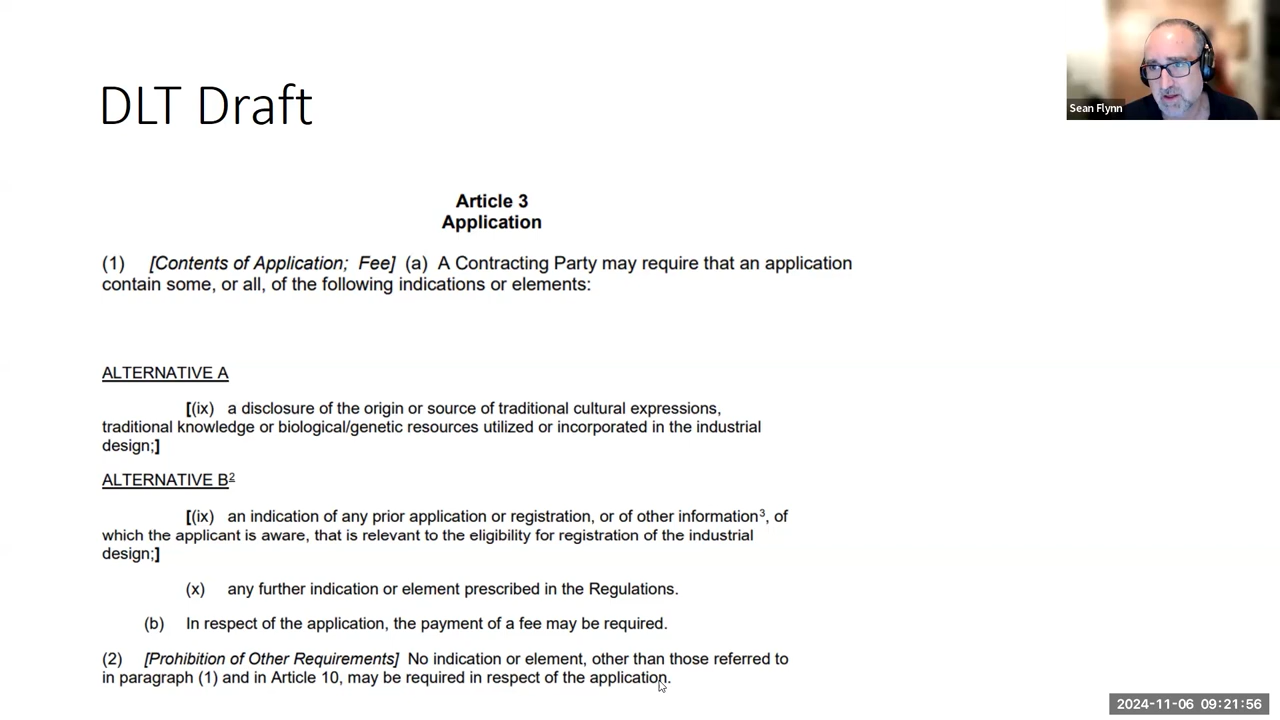 DLT Draft
Sean Flynn
Article 3
Application
(1) [Contents of Application; Fee] (a) A Contracting Party may require that an application
contain some, or all, of the following indications or elements:
ALTERNATIVE A
[(ix) a disclosure of the origin or source of traditional cultural expressions,
traditional knowledge or biological/genetic resources utilized or incorporated in the industrial
design;]
ALTERNATIVE B2
[(ix) an indication of any prior application or registration, or of other information3, of
which the applicant is aware, that is relevant to the eligibility for registration of the industrial
design;]
(x) any further indication or element prescribed in the Regulations.
(b) In respect of the application, the payment of a fee may be required.
(2) [Prohibition of Other Requirements] No indication or element, other than those referred to
in paragraph (1) and in Article 10, may be required in respect of the application.
2024-11-06 09:21:56